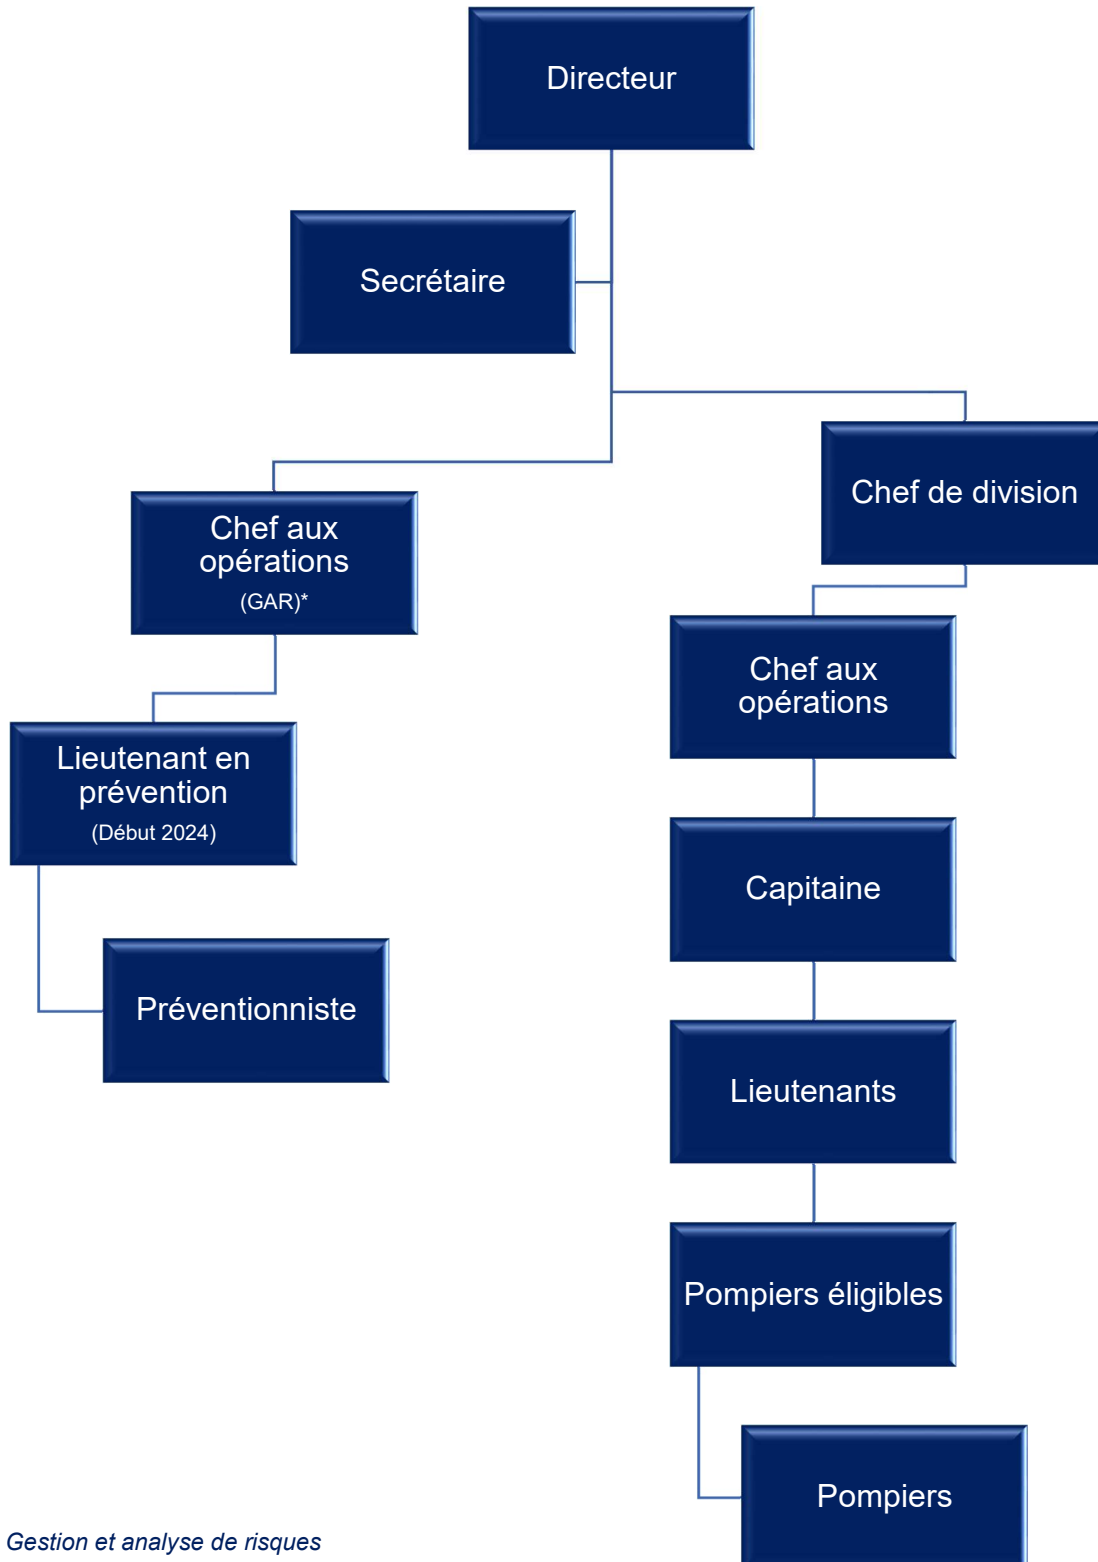 Directeur
Secrétaire
Chef de division
Chef aux
opérations
(GAR)*
Chef aux
opérations
Lieutenant en
prévention
(Début 2024)
Capitaine
Préventionniste
Lieutenants
Pompiers éligibles
Pompiers
Gestion et analyse de risques